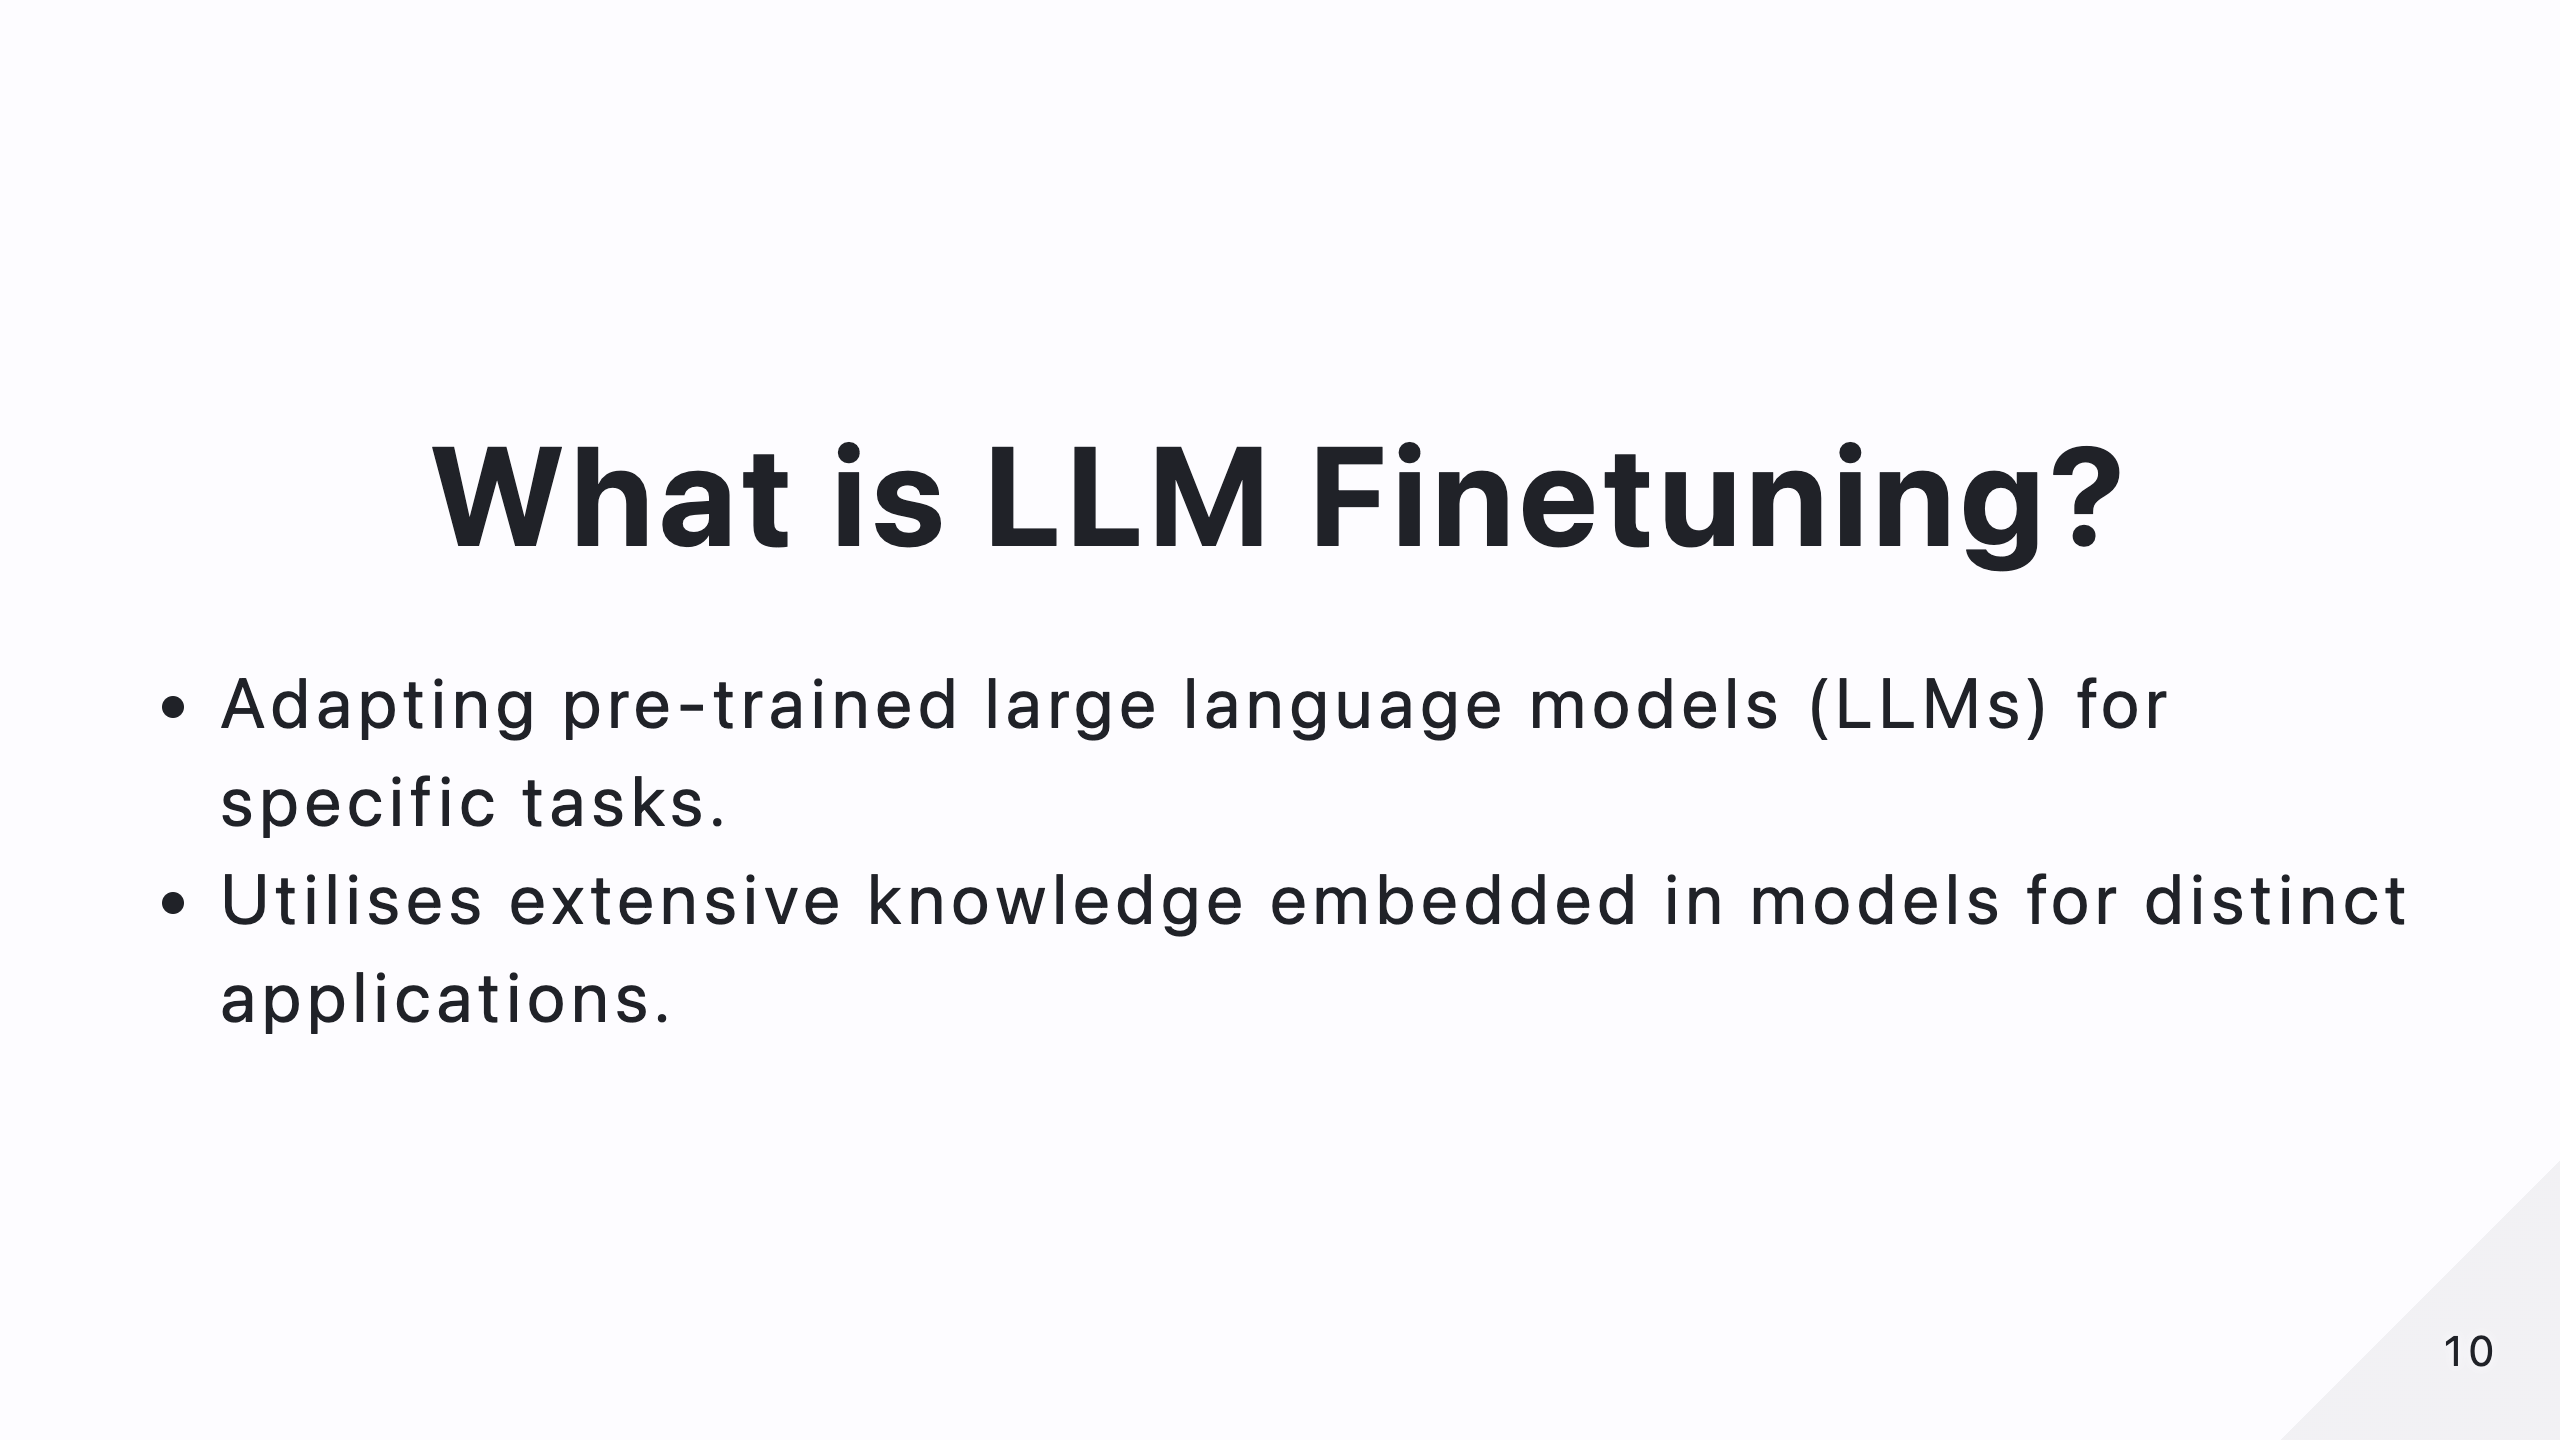 What is LLM Finetuning?
• Adapting pre-trained large language models (LLMs) for
specific tasks.
• Utilises extensive knowledge embedded in models for distinct
applications.
10